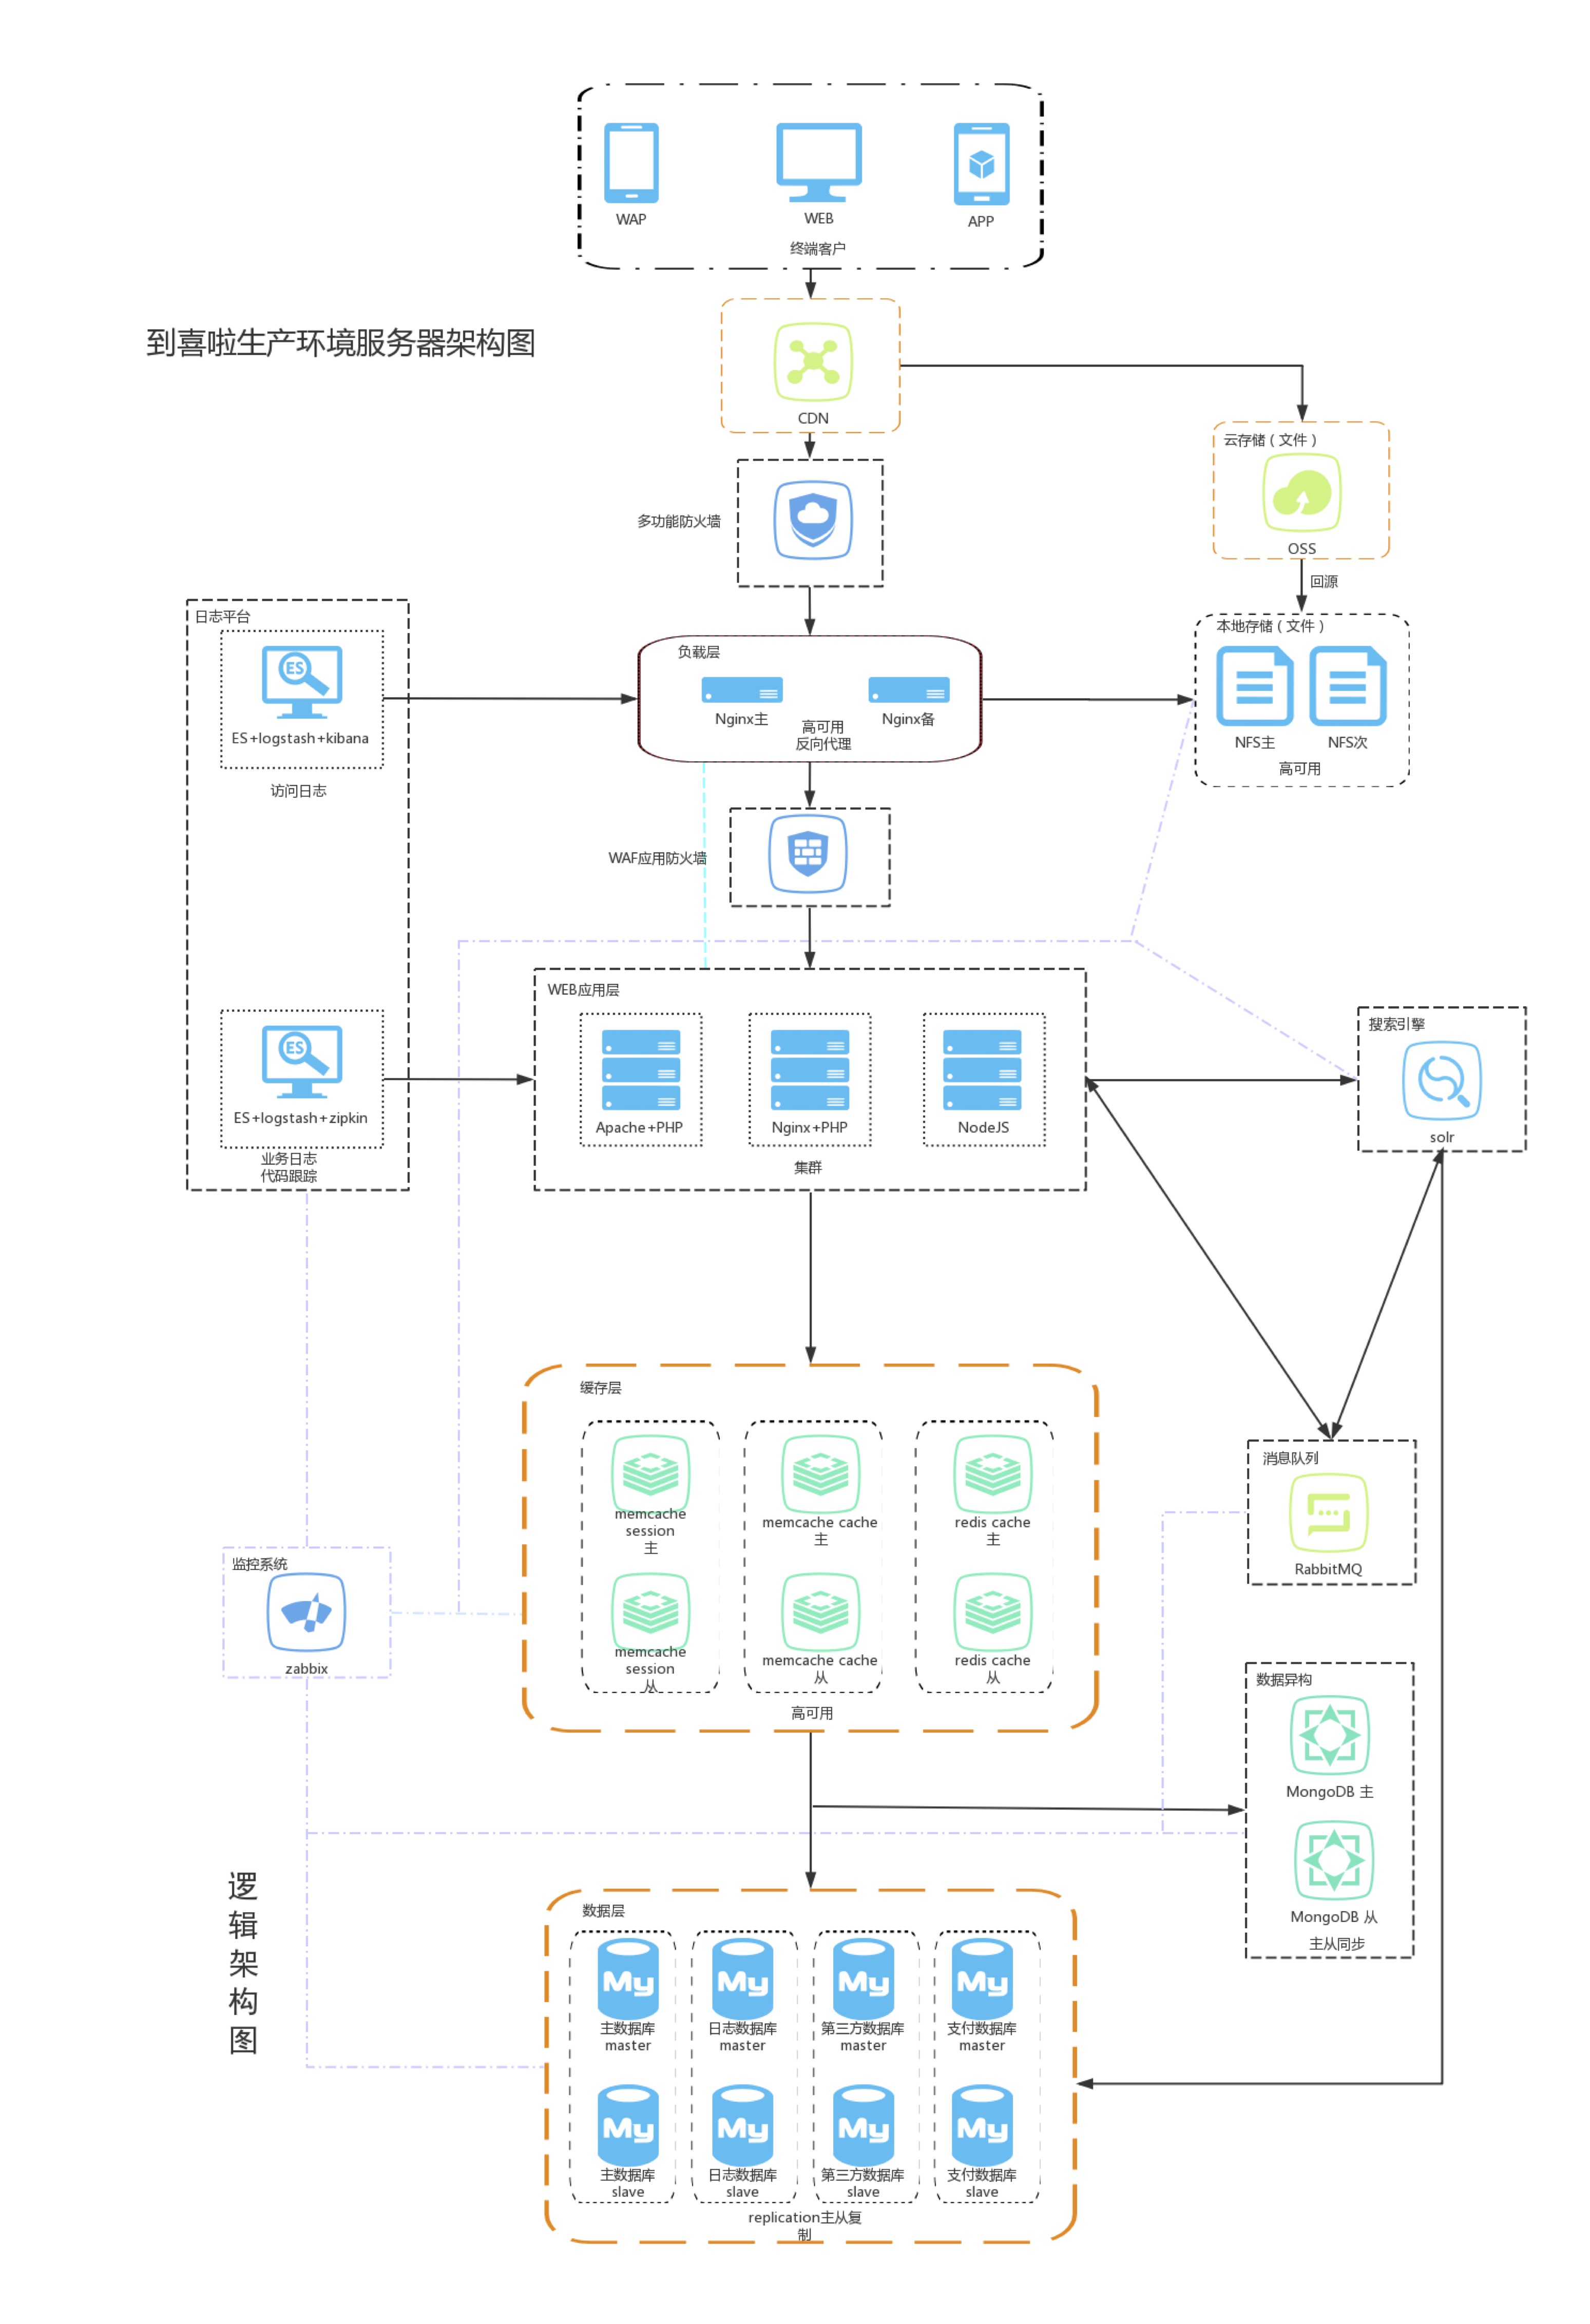 WAP
WEB
APP
终端客户
到喜啦生产环境服务器架构图
CDN
云存储（文件）
OSS
多功能防火墙
回源
日志平台
ES
ES+logstash+kibana
访问日志
负载层
Nginx主
Nginx备
高可用
反向代理
本地存储（文件）
NFS主
NFS次
高可用
WAF应用防火墙
WEB应用层
Apache+PHP
Nginx+PHP
NodeJS
集群
ES
ES+logstash+zipkin
业务日志
代码跟踪
搜索引擎
solr
缓存层
memcache
session
主
memcache cache
主
redis cache
主
memcache
session
从
memcache cache
从
redis cache
从
高可用
消息队列
RabbitMQ
监控系统
zabbix
数据异构
MongoDB 主
MongoDB 从
主从同步
逻
辑
架
构
图
数据层
My
My
My
My
主数据库
master
日志数据库
master
第三方数据库
master
支付数据库
master
My
My
My
My
主数据库
slave
日志数据库
slave
第三方数据库
slave
支付数据库
slave
replication主从复
制